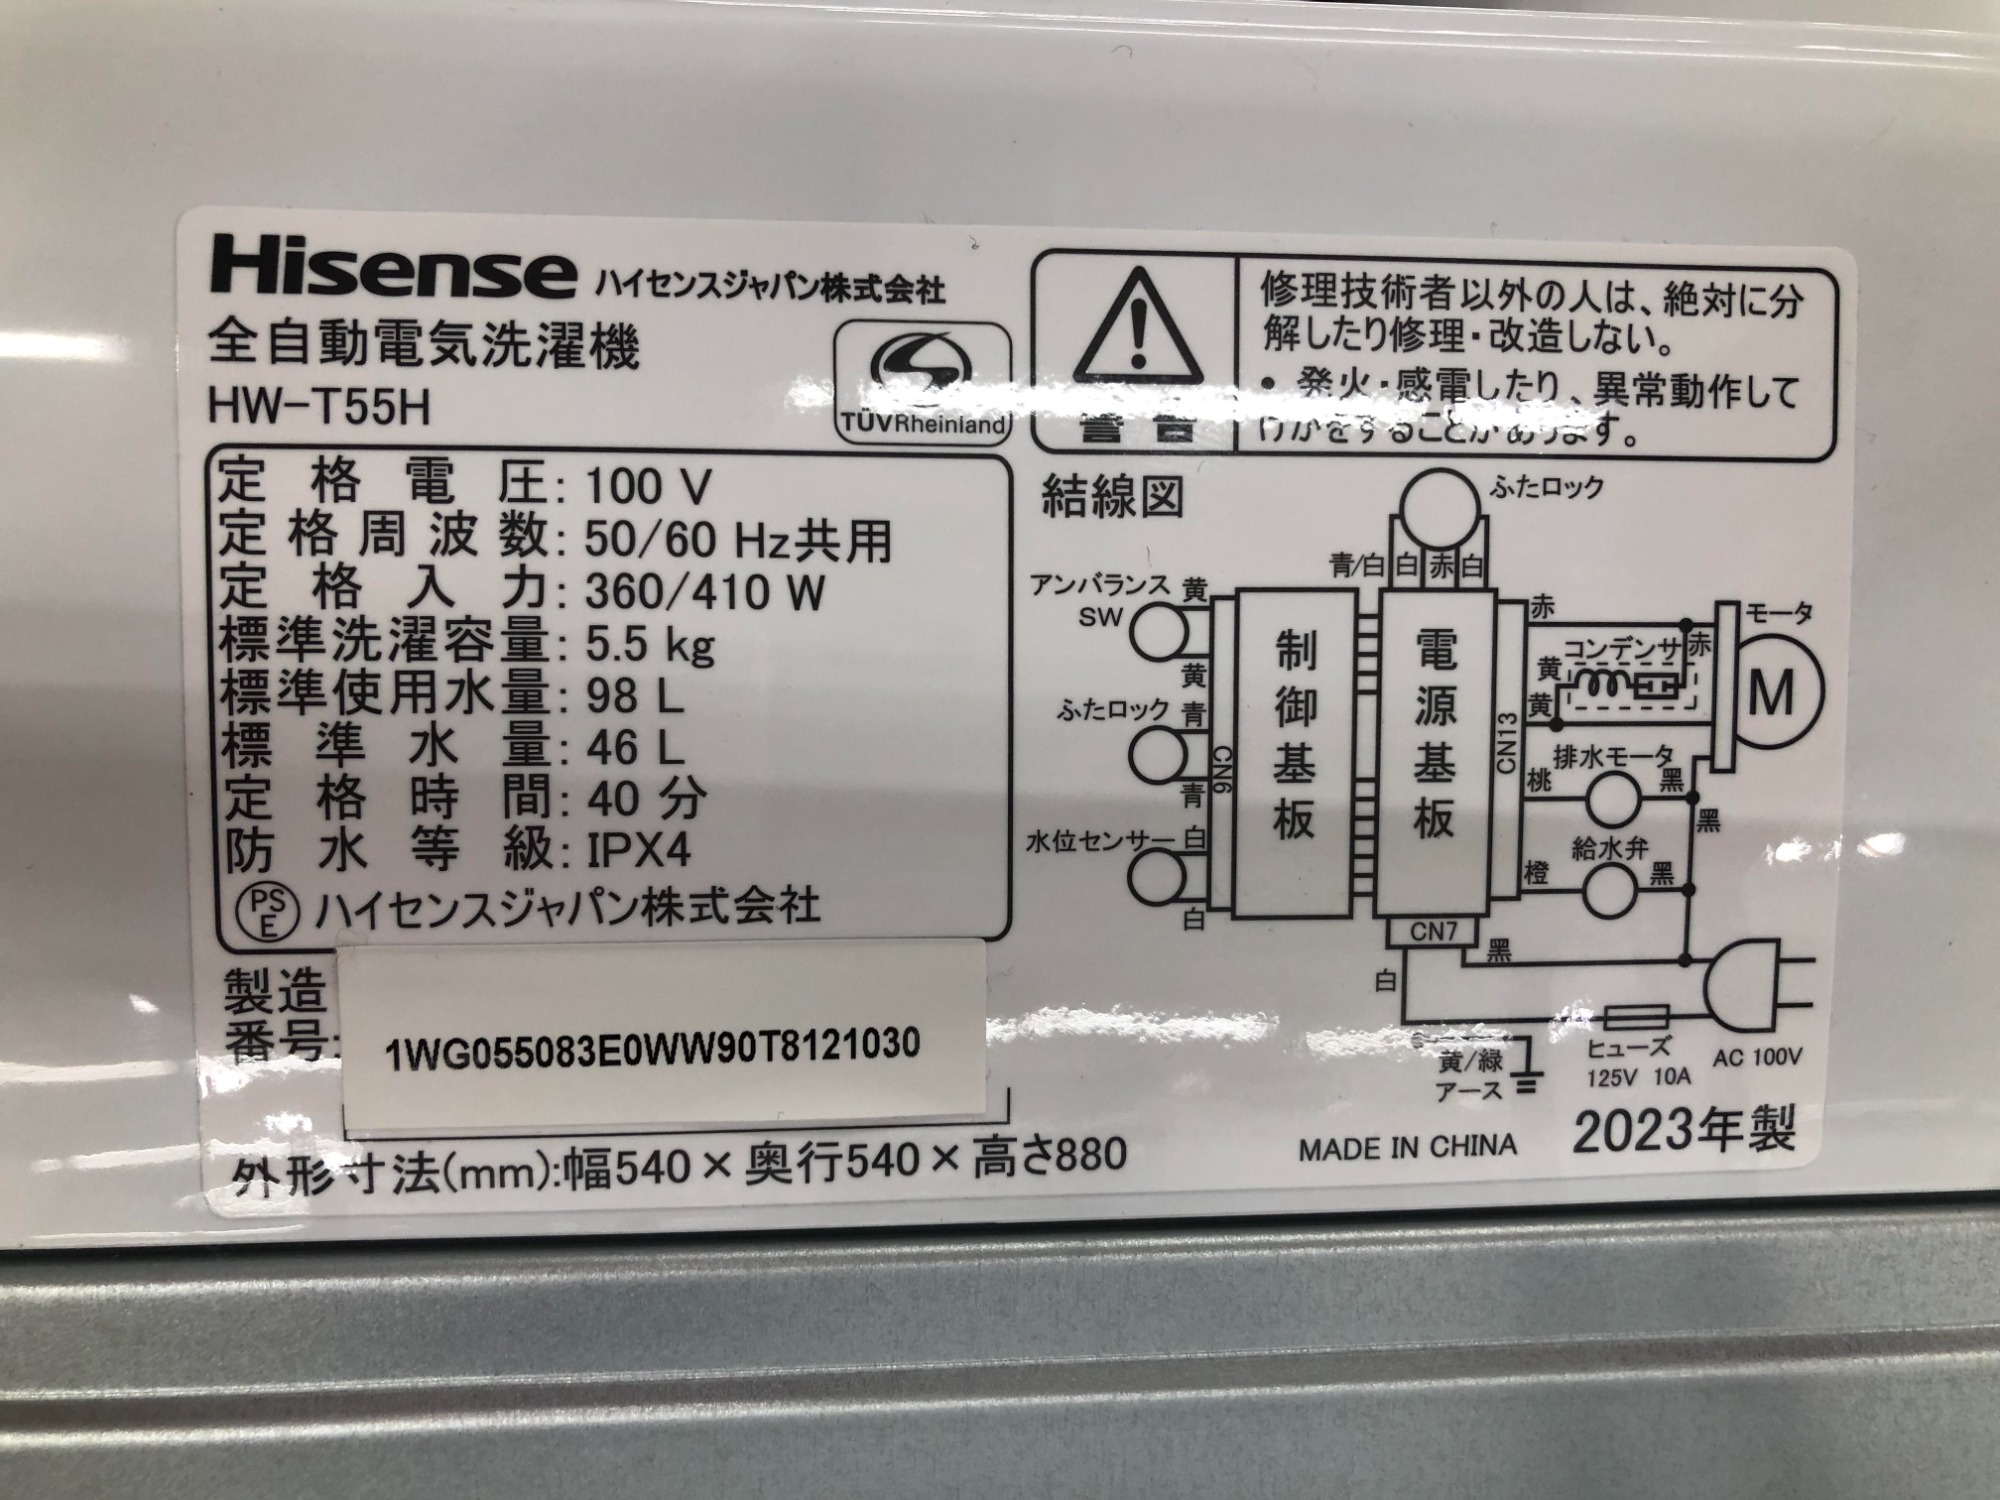 Hisense ハイセンスジャパン株式会社
全自動電気洗濯機
HW-T55H
TÜVRheinland
定格電圧: 100 V
定格周波数: 50/60 Hz共用
定格入力: 360/410 W
標準洗濯容量: 5.5 kg
標準使用水量: 98 L
標準水量: 46 L
定格時間: 40 分
防水等級: IPX4
PS
E
ハイセンスジャパン株式会社
製造
番号:
1WG055083E0WW90T8121030
外形寸法(mm):幅540×奥行540×高さ880
警告
修理技術者以外の人は、絶対に分
解したり修理・改造しない。
・発火・感電したり、異常動作して
けがをすることがあります。
結線図
ふたロック
青/白 白 赤 白
アンバランス
SW
黄
黄
ふたロック
青
青
水位センサー
白
白
CN6
制御基板
電源基板
CN13
CN7
赤
モータ
コンデンサ
赤
黄
黄
M
排水モータ
桃
黒
黒
給水弁
橙
黒
黒
白
黄/緑
アース
ヒューズ
125V 10A
AC 100V
MADE IN CHINA
2023年製